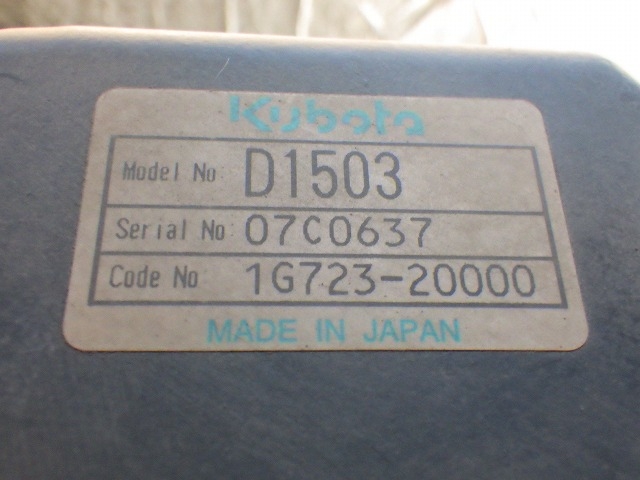 Kubota
Model No D1503
Serial No 07C0637
Code No 1G723-20000
MADE IN JAPAN